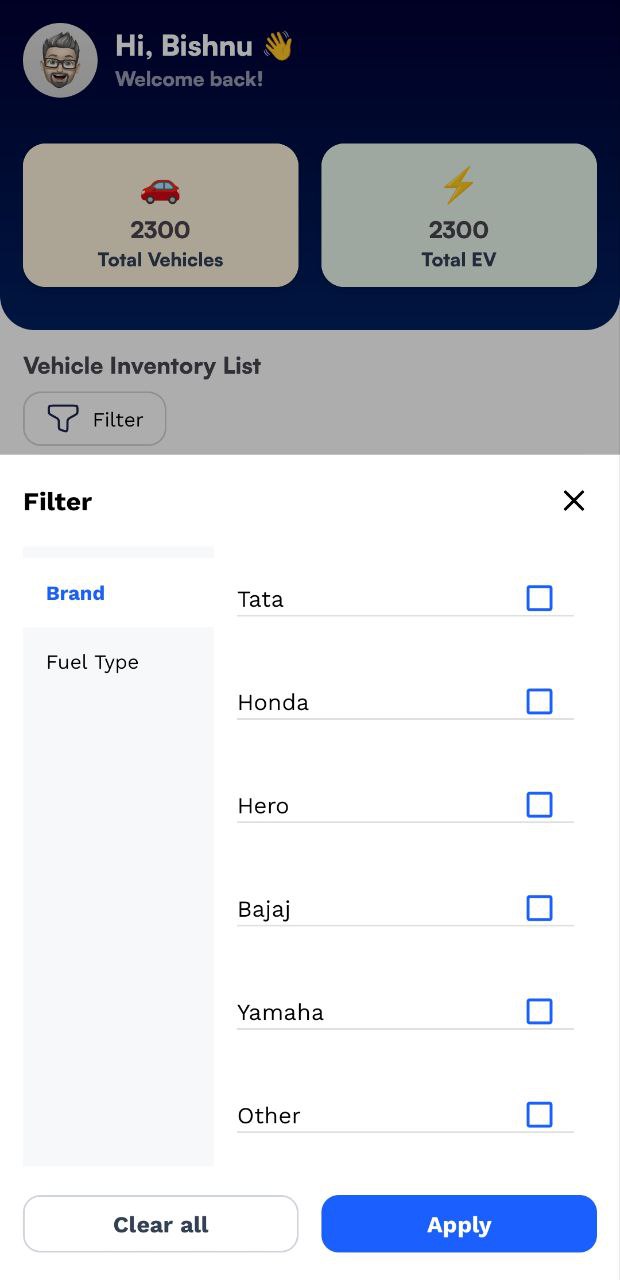 Hi, Bishnu 👋
Welcome back!
2300
Total Vehicles
2300
Total EV
Vehicle Inventory List
Filter
Filter
Brand
Fuel Type
Tata
Honda
Hero
Bajaj
Yamaha
Other
Clear all
Apply